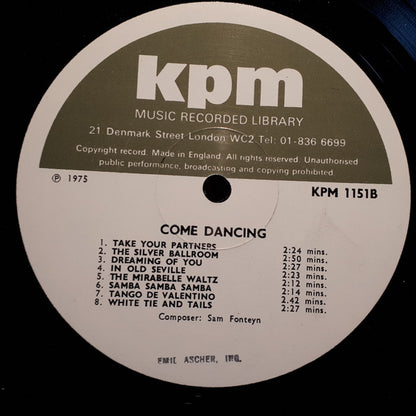 kpm
MUSIC RECORDED LIBRARY
21 Denmark Street London WC2 Tel: 01-836 6699
Copyright record. Made in England. All rights reserved. Unauthorised
public performance, broadcasting and copying prohibited.
℗ 1975
KPM 1151B
COME DANCING
1. TAKE YOUR PARTNERS 2:24 mins.
2. THE SILVER BALLROOM 2:50 mins.
3. DREAMING OF YOU 2:27 mins.
4. IN OLD SEVILLE 2:23 mins.
5. THE MIRABELLE WALTZ 2:12 mins.
6. SAMBA SAMBA SAMBA 2:14 mins.
7. TANGO DE VALENTINO 2.42 mins.
8. WHITE TIE AND TAILS 2:27 mins.
Composer: Sam Fonteyn
EMIL ASCHER, INC.